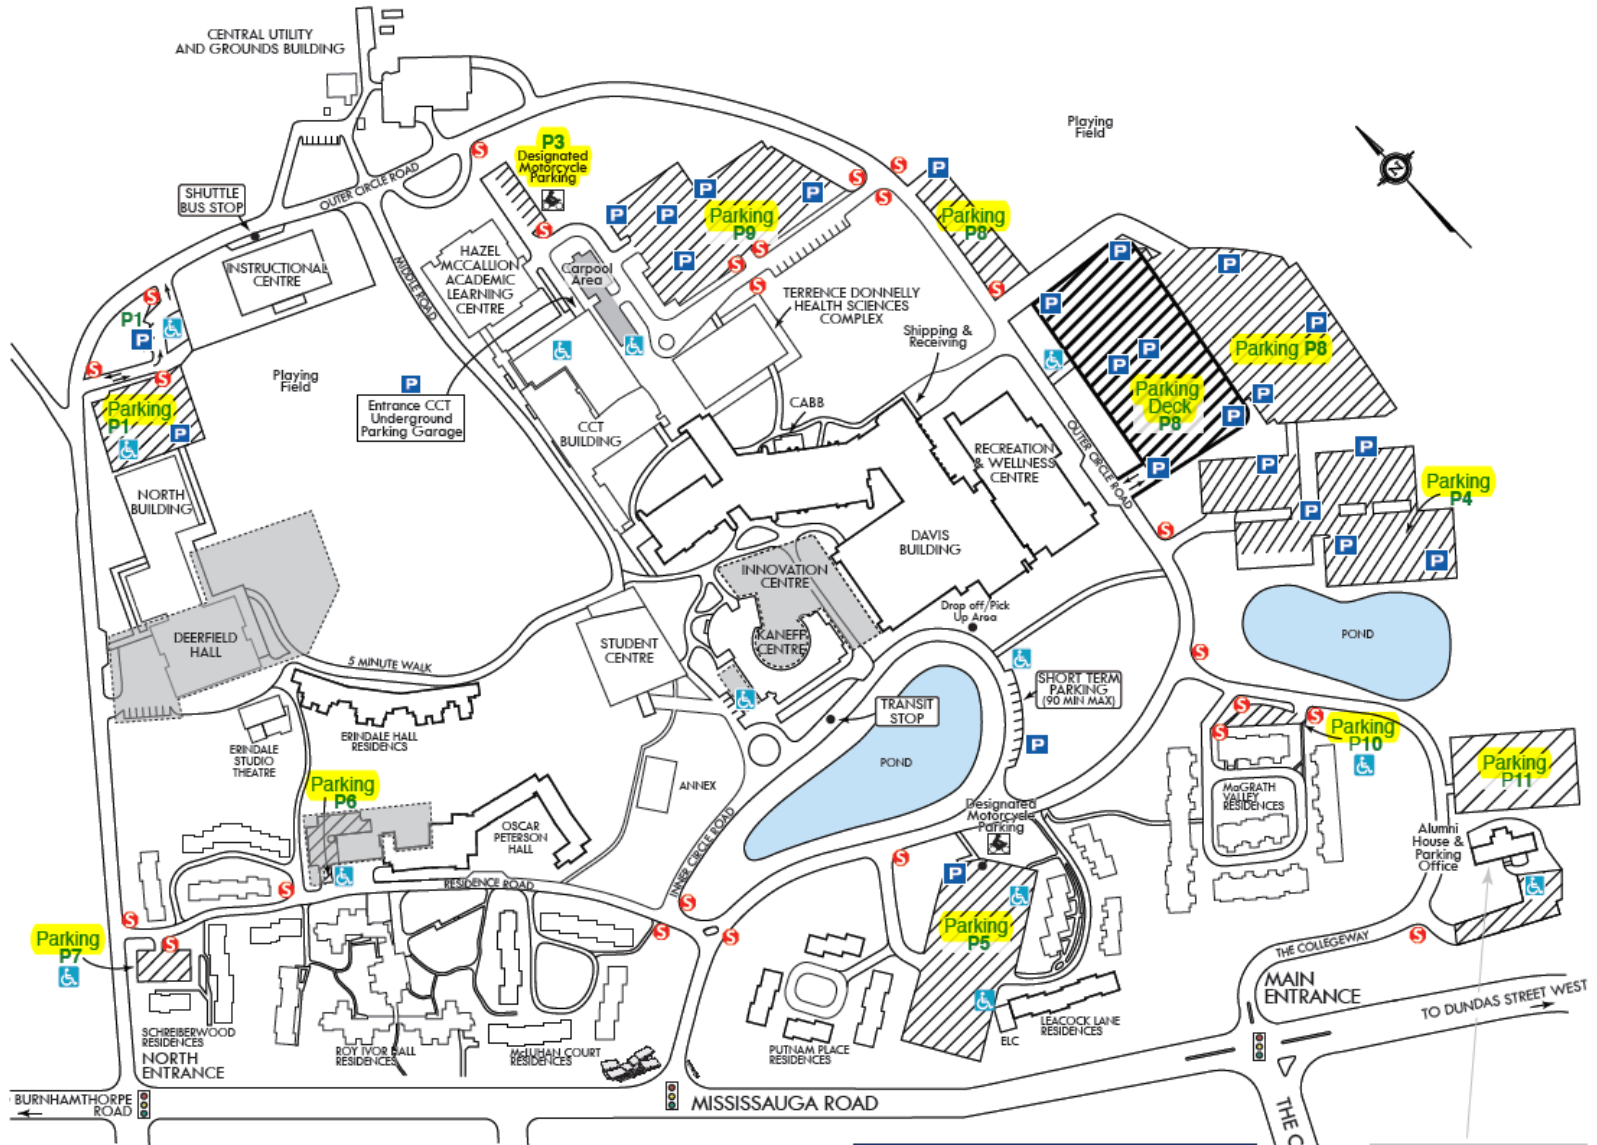 CENTRAL UTILITY
AND GROUNDS BUILDING
Playing
Field
P3
Designated
Motorcycle
Parking
S
P
SHUTTLE
BUS STOP
OUTER CIRCLE ROAD
Parking
P9
Parking
P8
N
INSTRUCTIONAL
CENTRE
MIDDLE ROAD
HAZEL
MCCALLION
ACADEMIC
LEARNING
CENTRE
Carpool
Area
TERRENCE DONNELLY
HEALTH SCIENCES
COMPLEX
Shipping &
Receiving
P1
Parking P8
Playing
Field
P
Entrance CCT
Underground
Parking Garage
Parking
P1
CCT
BUILDING
CABB
Parking
Deck
P8
OUTER CIRCLE ROAD
RECREATION
& WELLNESS
CENTRE
Parking
P4
NORTH
BUILDING
DAVIS
BUILDING
INNOVATION
CENTRE
KANEFF
CENTRE
Drop off/Pick
Up Area
DEERFIELD
HALL
STUDENT
CENTRE
POND
5 MINUTE WALK
SHORT TERM
PARKING
(90 MIN MAX)
TRANSIT
STOP
ERINDALE HALL
RESIDENCS
ERINDALE
STUDIO
THEATRE
Parking
P10
POND
Parking
P11
Parking
P6
ANNEX
McGRATH
VALLEY
RESIDENCES
Designated
Motorcycle
Parking
OSCAR
PETERSON
HALL
INNER CIRCLE ROAD
Alumni
House &
Parking
Office
RESIDENCE ROAD
Parking
P5
Parking
P7
THE COLLEGEWAY
MAIN
ENTRANCE
TO DUNDAS STREET WEST
SCHREIBERWOOD
RESIDENCES
NORTH
ENTRANCE
ROY IVOR HALL
RESIDENCES
McLUHAN COURT
RESIDENCES
PUTNAM PLACE
RESIDENCES
ELC
LEACOCK LANE
RESIDENCES
BURNHAMTHORPE
ROAD
MISSISSAUGA ROAD
THE C